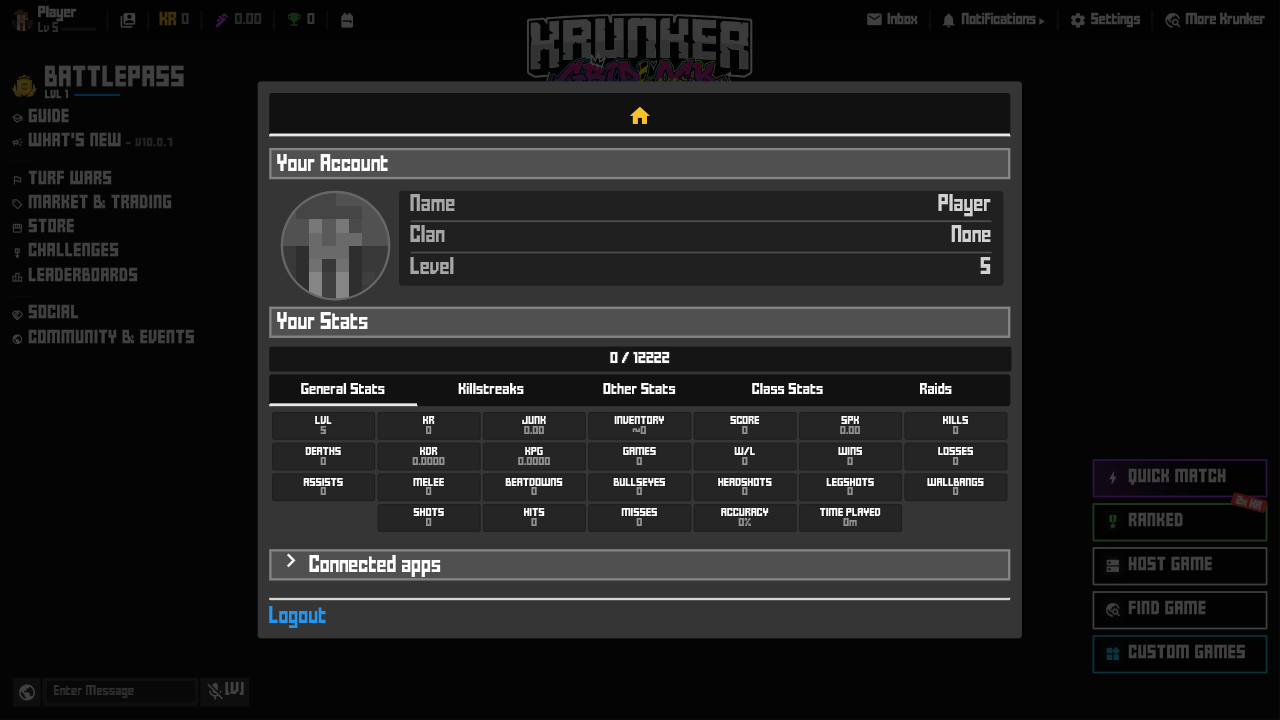 Player
Lv 5
KR 0
0.00
0
Inbox
Notifications ▸
Settings
More Krunker
KRUNKER
GRIDLOCK
BATTLEPASS
LVL 1
GUIDE
WHAT'S NEW - V10.0.7
TURF WARS
MARKET & TRADING
STORE
CHALLENGES
LEADERBOARDS
SOCIAL
COMMUNITY & EVENTS
Your Account
Name Player
Clan None
Level 5
Your Stats
0 / 12222
General Stats Killstreaks Other Stats Class Stats Raids
LVL KR JUNK INVENTORY SCORE SPK KILLS
5 0 0.00 ~0 0 0.00 0
DEATHS KDR KPG GAMES W/L WINS LOSSES
0 0.0000 0.0000 0 0 0 0
ASSISTS MELEE BEATDOWNS BULLSEYES HEADSHOTS LEGSHOTS WALLBANGS
0 0 0 0 0 0 0
SHOTS HITS MISSES ACCURACY TIME PLAYED
0 0 0 0% 0m
Connected apps
Logout
QUICK MATCH
2x KR
RANKED
HOST GAME
FIND GAME
CUSTOM GAMES
Enter Message
[V]